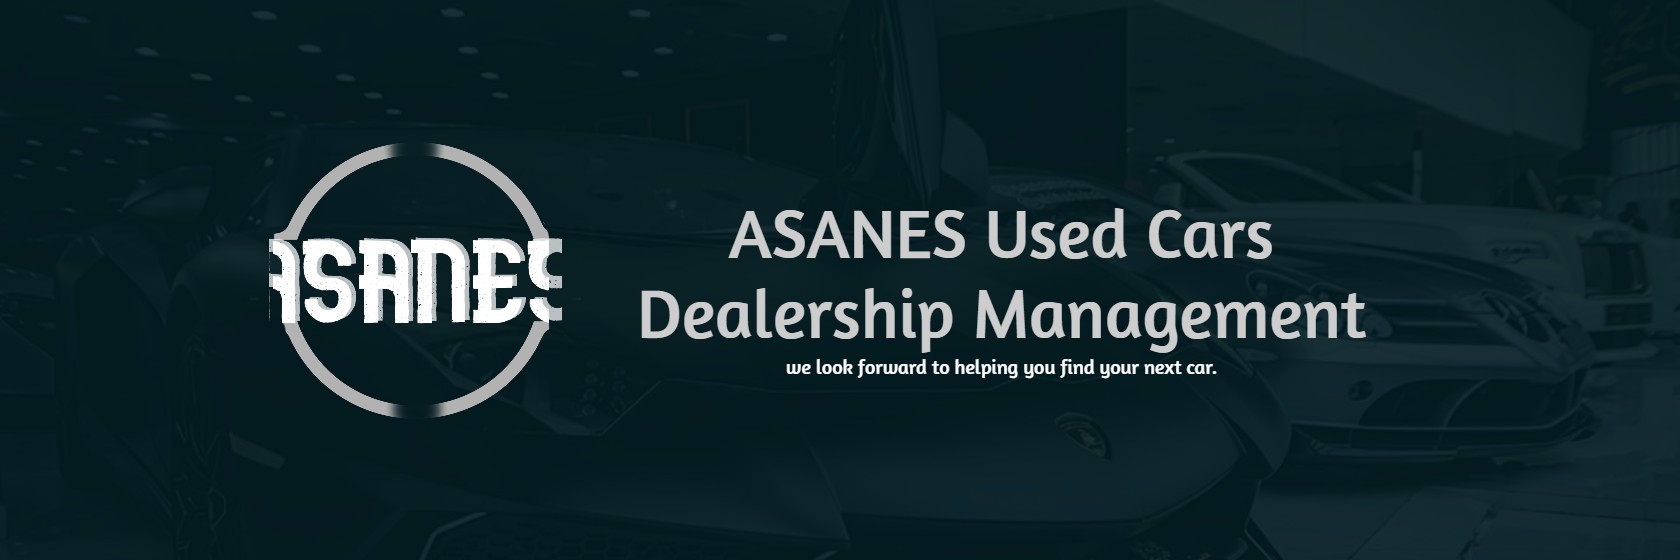 ASANES
ASANES Used Cars
Dealership Management
we look forward to helping you find your next car.